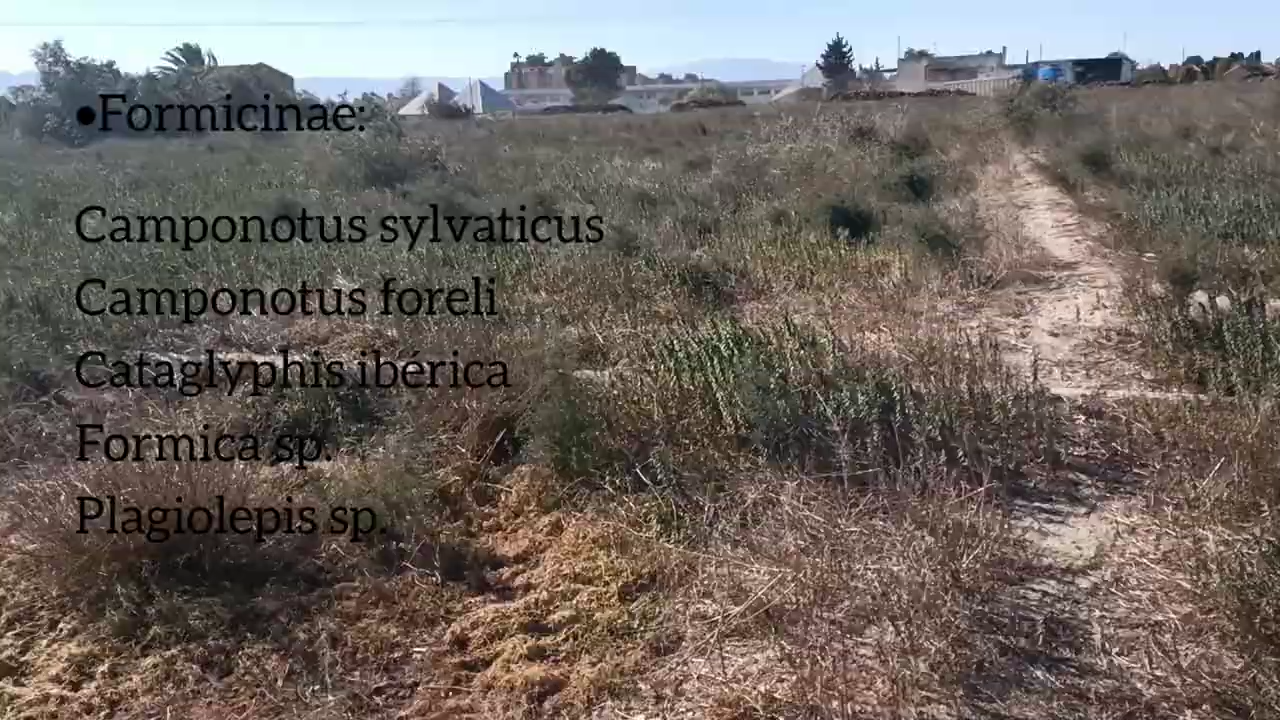 •Formicinae:
Camponotus sylvaticus
Camponotus foreli
Cataglyphis ibérica
Formica sp.
Plagiolepis sp.